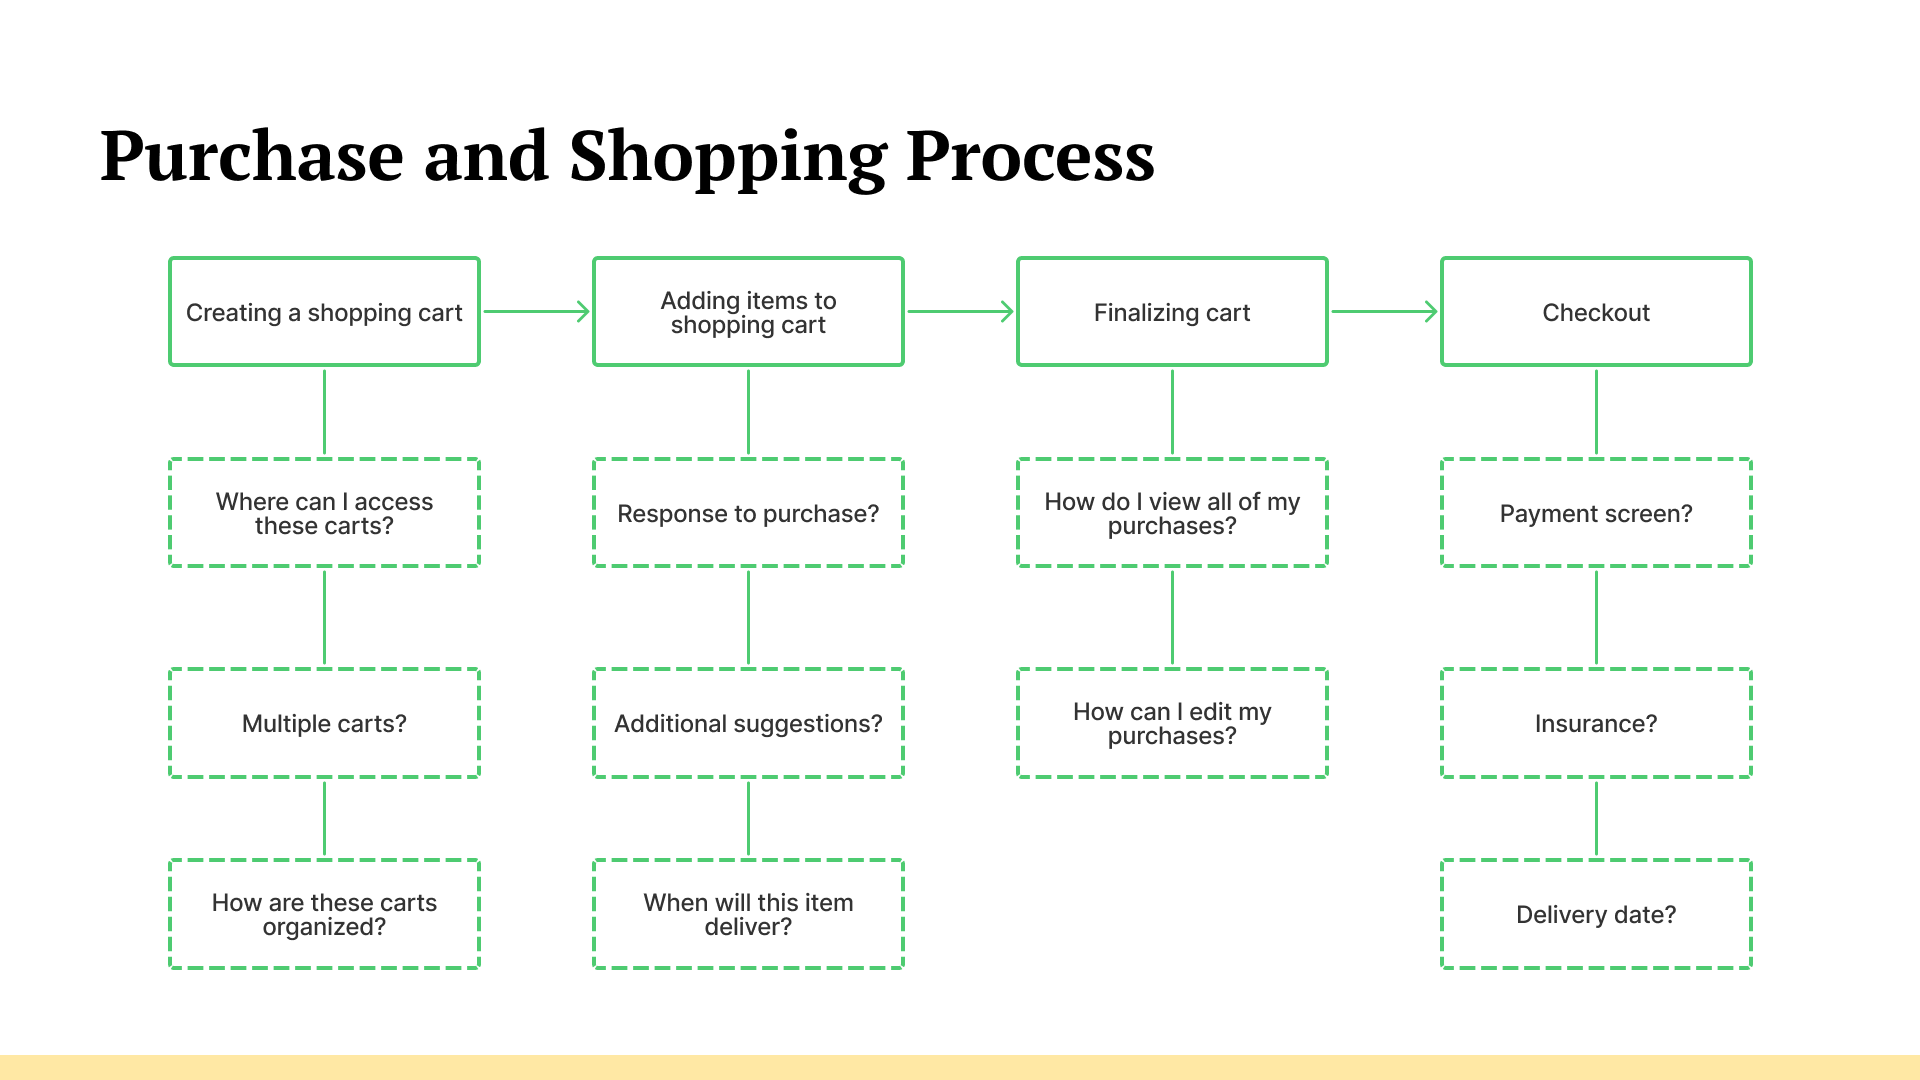 Purchase and Shopping Process
Creating a shopping cart
Adding items to
shopping cart
Finalizing cart
Checkout
Where can I access
these carts?
Response to purchase?
How do I view all of my
purchases?
Payment screen?
Multiple carts?
Additional suggestions?
How can I edit my
purchases?
Insurance?
How are these carts
organized?
When will this item
deliver?
Delivery date?